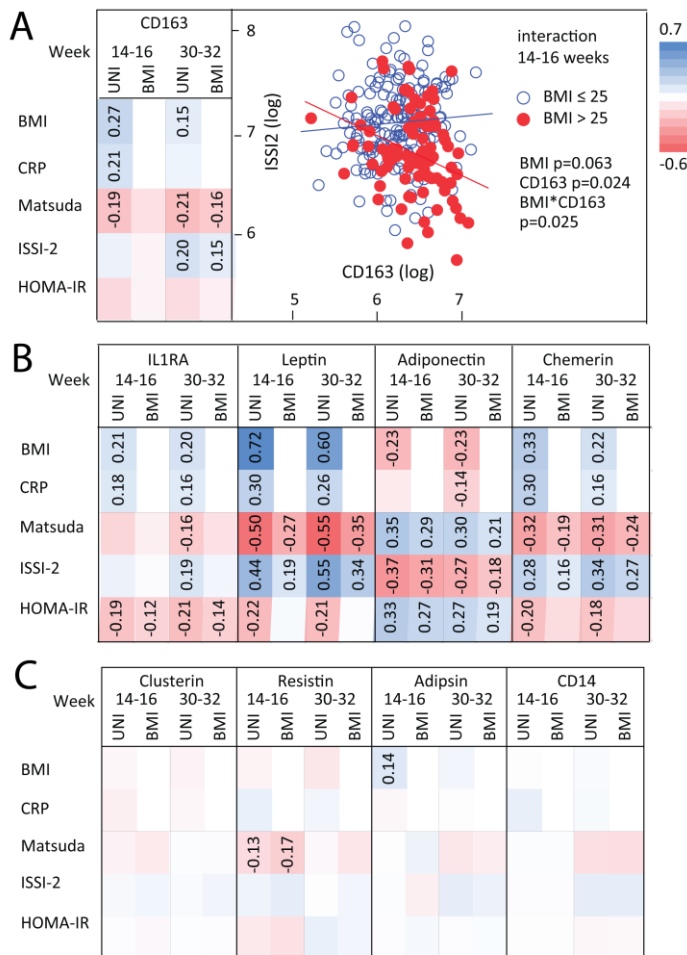 A
CD163
Week 14-16 30-32
UNI BMI UNI BMI
BMI 0.27 0.15
CRP 0.21
Matsuda -0.19 -0.21 -0.16
ISSI-2 0.20 0.15
HOMA-IR
ISSI2 (log)
8
7
6
CD163 (log)
5 6 7
interaction
14-16 weeks
BMI ≤ 25
BMI > 25
BMI p=0.063
CD163 p=0.024
BMI*CD163
p=0.025
0.7
-0.6
B
IL1RA Leptin Adiponectin Chemerin
Week 14-16 30-32 14-16 30-32 14-16 30-32 14-16 30-32
UNI BMI UNI BMI UNI BMI UNI BMI UNI BMI UNI BMI UNI BMI UNI BMI
BMI 0.21 0.20 0.72 0.60 -0.23 -0.23 0.33 0.22
CRP 0.18 0.16 0.30 0.26 -0.14 0.30 0.16
Matsuda -0.16 -0.50 -0.27 -0.55 -0.35 0.35 0.29 0.30 0.21 -0.32 -0.19 -0.31 -0.24
ISSI-2 0.19 0.44 0.19 0.55 0.34 -0.37 -0.31 -0.27 -0.18 0.28 0.16 0.34 0.27
HOMA-IR -0.19 -0.12 -0.21 -0.14 -0.22 -0.21 0.33 0.27 0.27 0.19 -0.20 -0.18
C
Clusterin Resistin Adipsin CD14
Week 14-16 30-32 14-16 30-32 14-16 30-32 14-16 30-32
UNI BMI UNI BMI UNI BMI UNI BMI UNI BMI UNI BMI UNI BMI UNI BMI
BMI 0.14
CRP
Matsuda -0.13 -0.17
ISSI-2
HOMA-IR